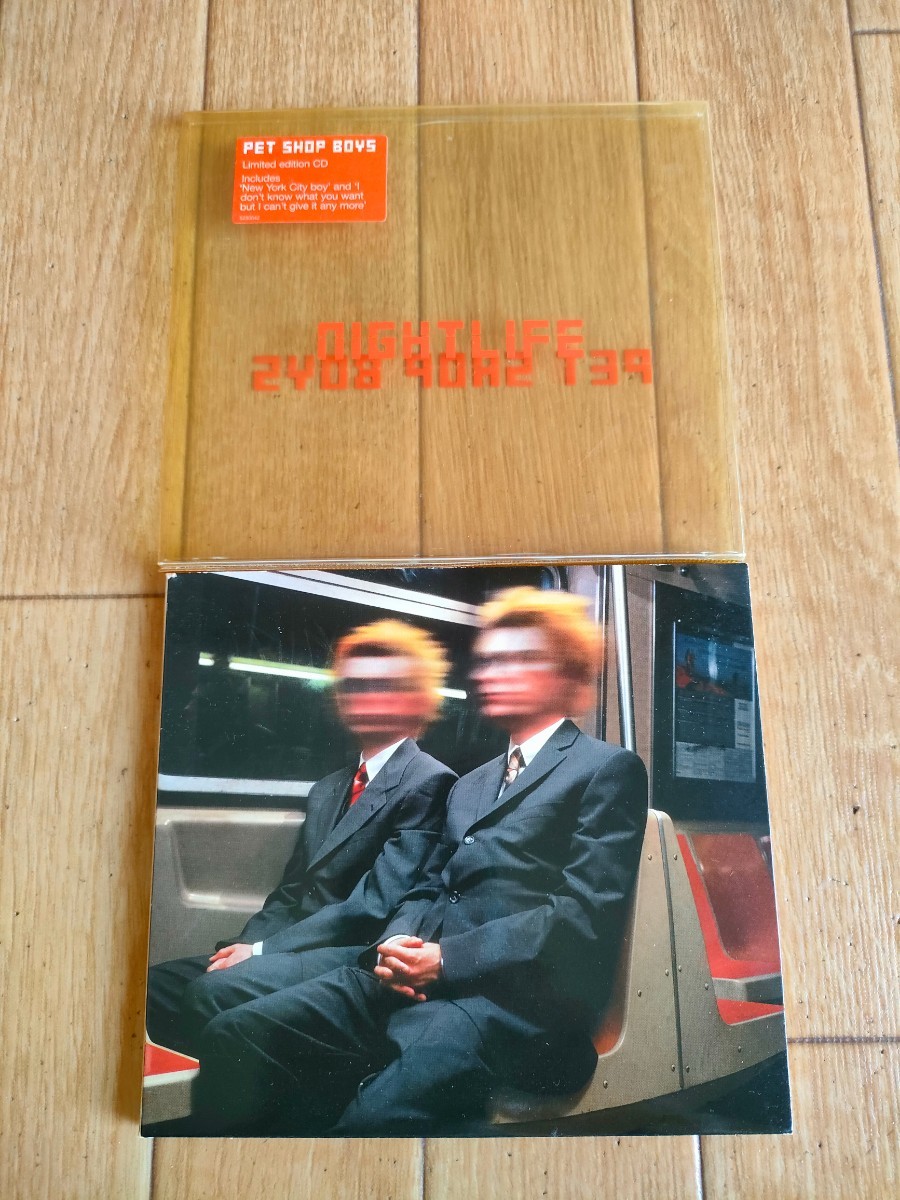 PET SHOP BOYS
Limited edition CD
Includes
'New York City boy' and 'I
don't know what you want
but i can't give it any more'
NIGHTLIFE
PET SHOP BOYS